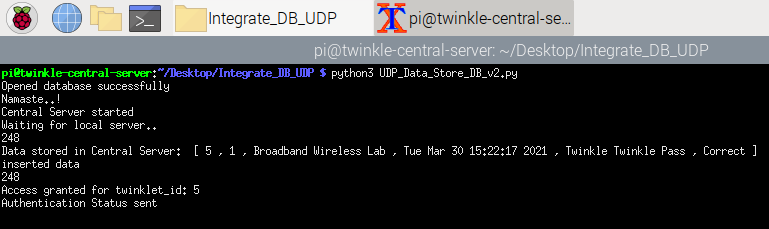 Integrate_DB_UDP
pi@twinkle-central-se...
pi@twinkle-central-server: ~/Desktop/Integrate_DB_UDP
pi@twinkle-central-server:~/Desktop/Integrate_DB_UDP $ python3 UDP_Data_Store_DB_v2.py
Opened database successfully
Namaste..!
Central Server started
Waiting for local server..
248
Data stored in Central Server:  [ 5 , 1 , Broadband Wireless Lab , Tue Mar 30 15:22:17 2021 , Twinkle Twinkle Pass , Correct ]
inserted data
248
Access granted for twinklet_id: 5
Authentication Status sent